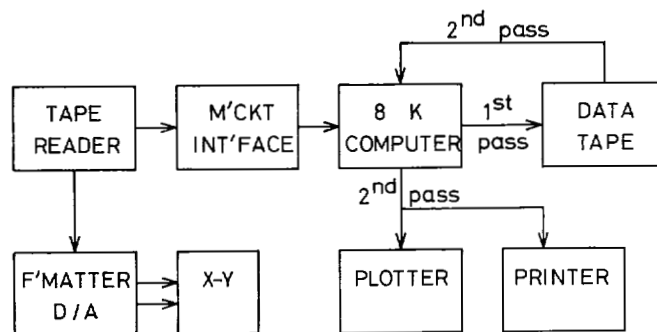 2nd pass
TAPE
READER
M'CKT
INT'FACE
8 K
COMPUTER
1st
pass
DATA
TAPE
2nd pass
F'MATTER
D/A
X-Y
PLOTTER
PRINTER